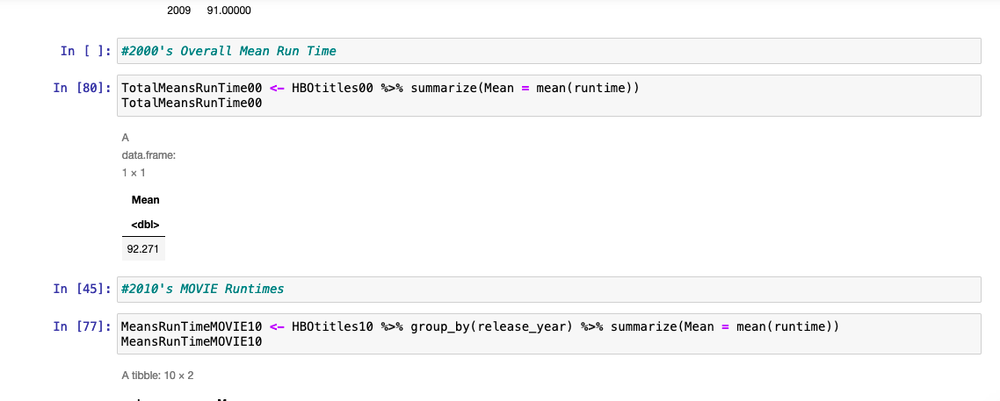 2009 91.00000
In [ ]: #2000's Overall Mean Run Time
In [80]: TotalMeansRunTime00 <- HBOtitles00 %>% summarize(Mean = mean(runtime))
TotalMeansRunTime00
A
data.frame:
1 × 1
Mean
<dbl>
92.271
In [45]: #2010's MOVIE Runtimes
In [77]: MeansRunTimeMOVIE10 <- HBOtitles10 %>% group_by(release_year) %>% summarize(Mean = mean(runtime))
MeansRunTimeMOVIE10
A tibble: 10 × 2